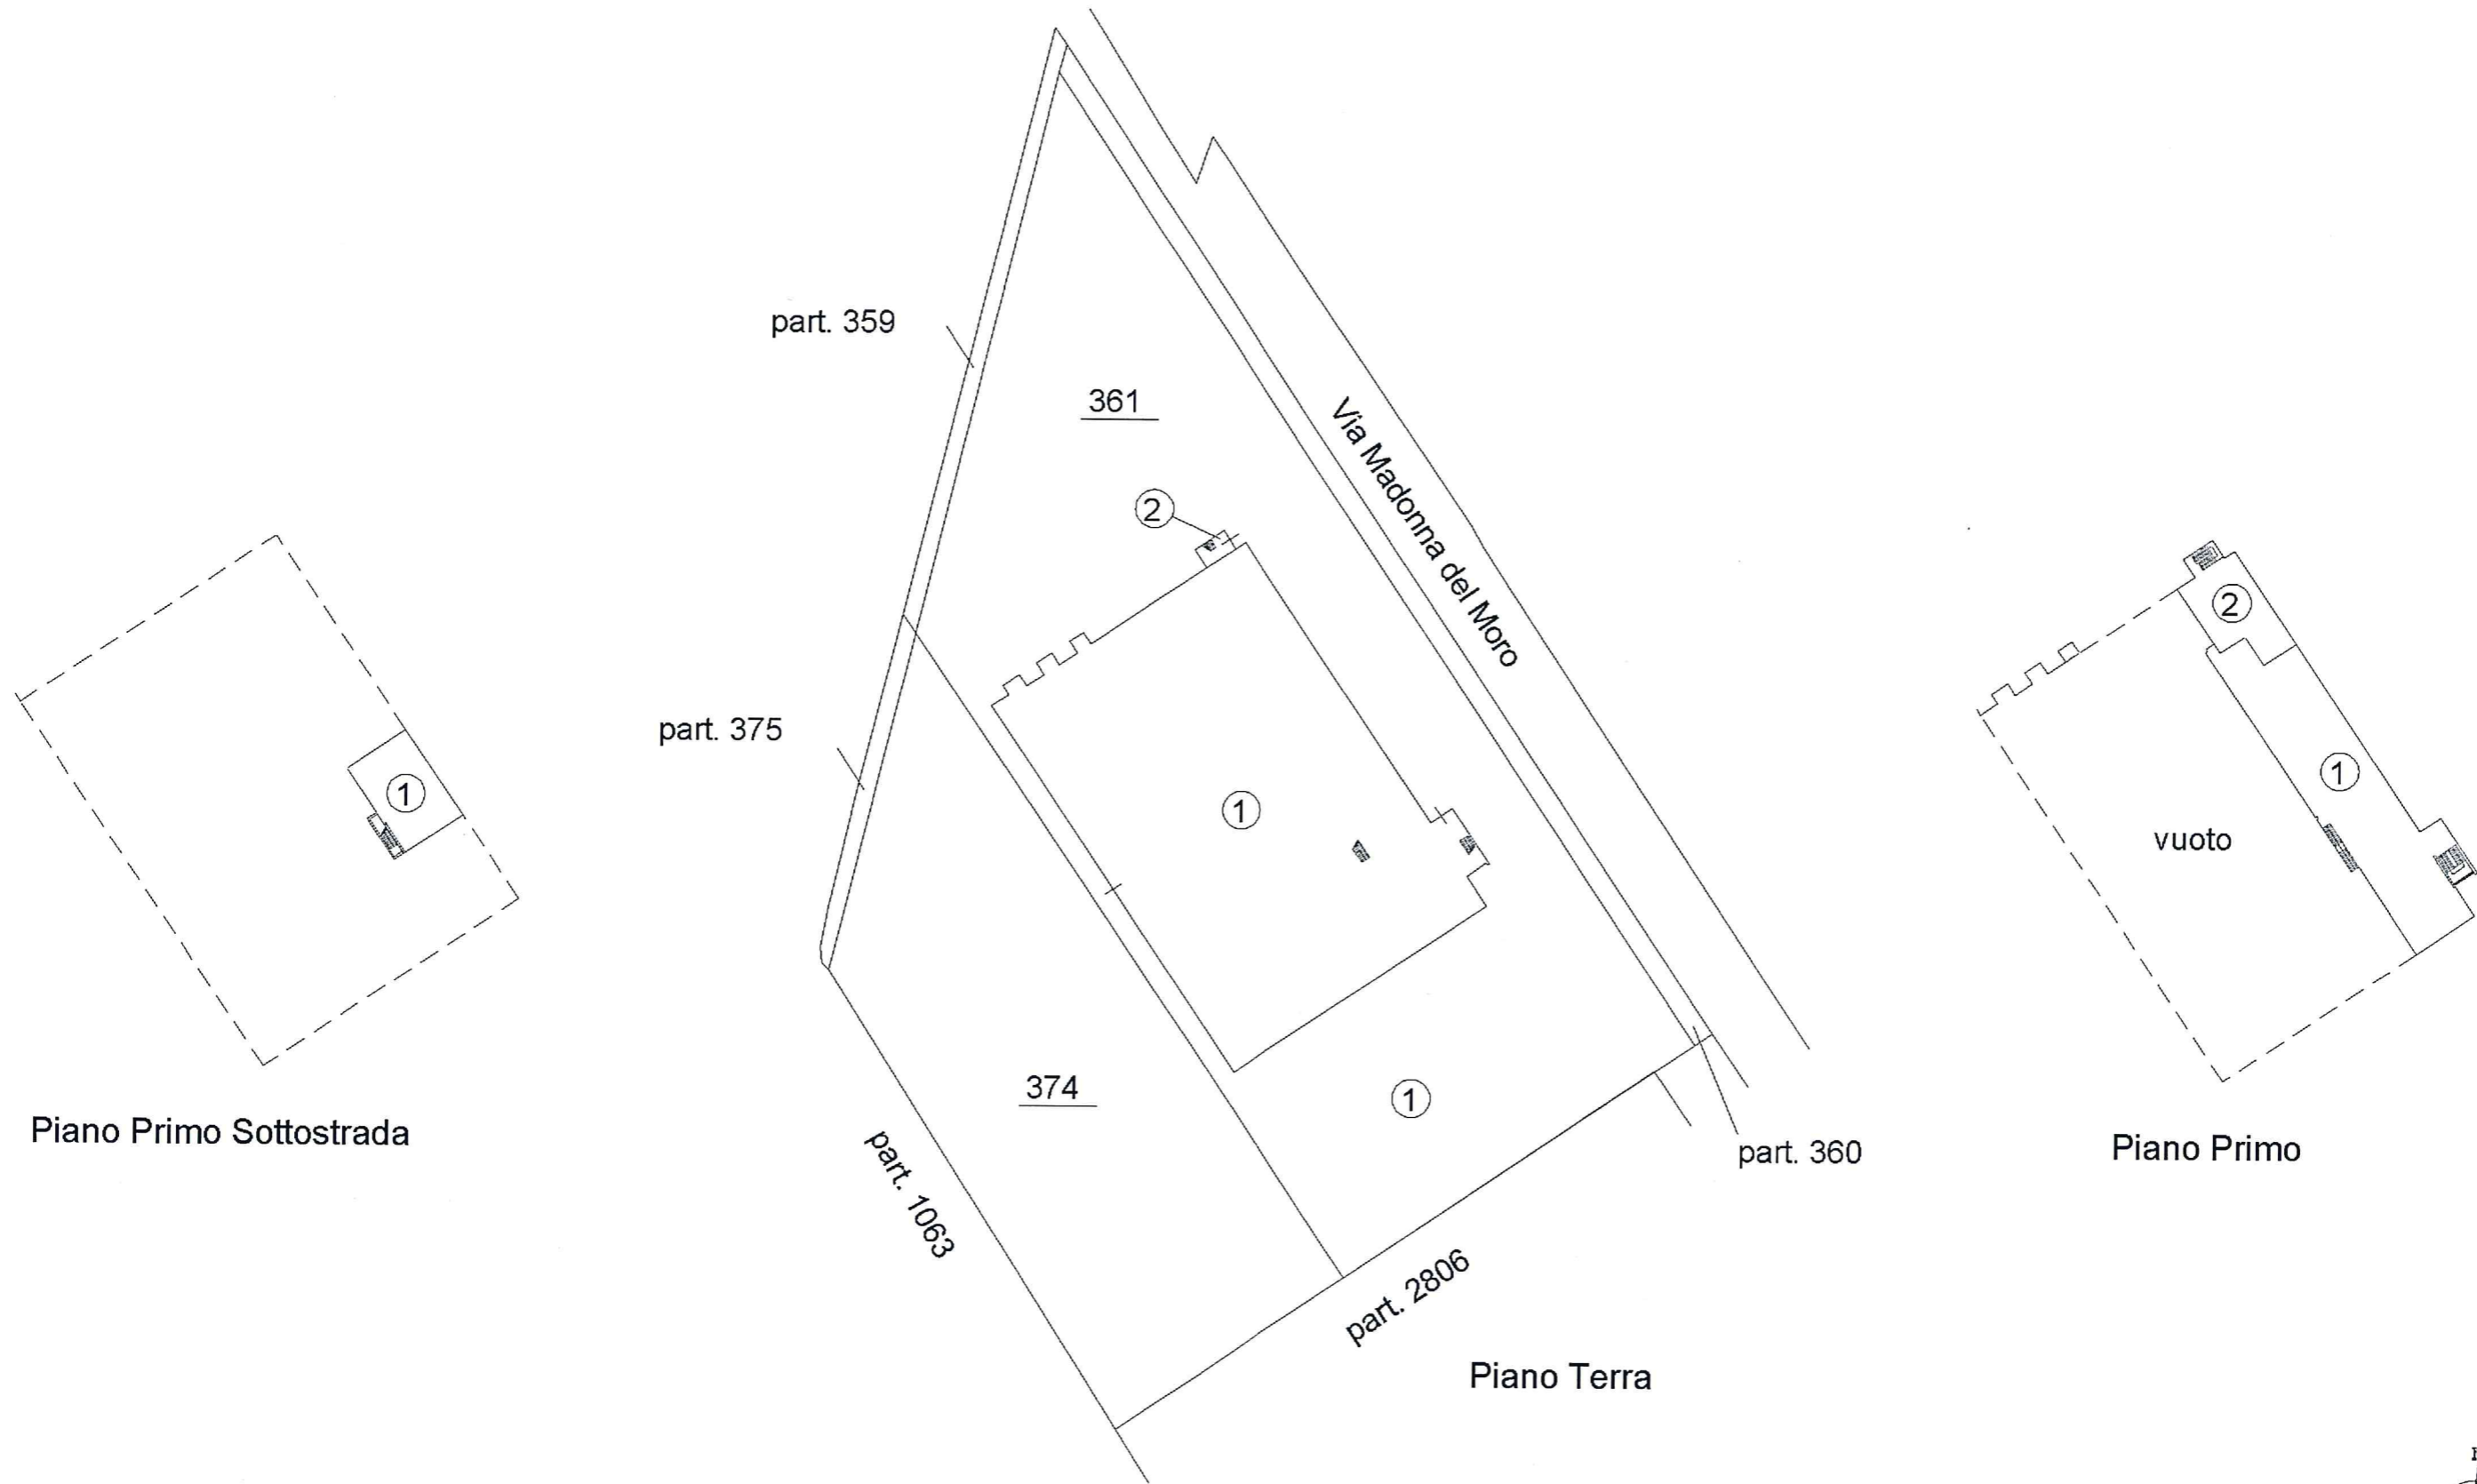 part. 359
361
2
Via Madonna del Moro
2
part. 375
1
1
1
vuoto
374
1
Piano Primo Sottostrada
part. 1063
part. 360
Piano Primo
part. 2806
Piano Terra